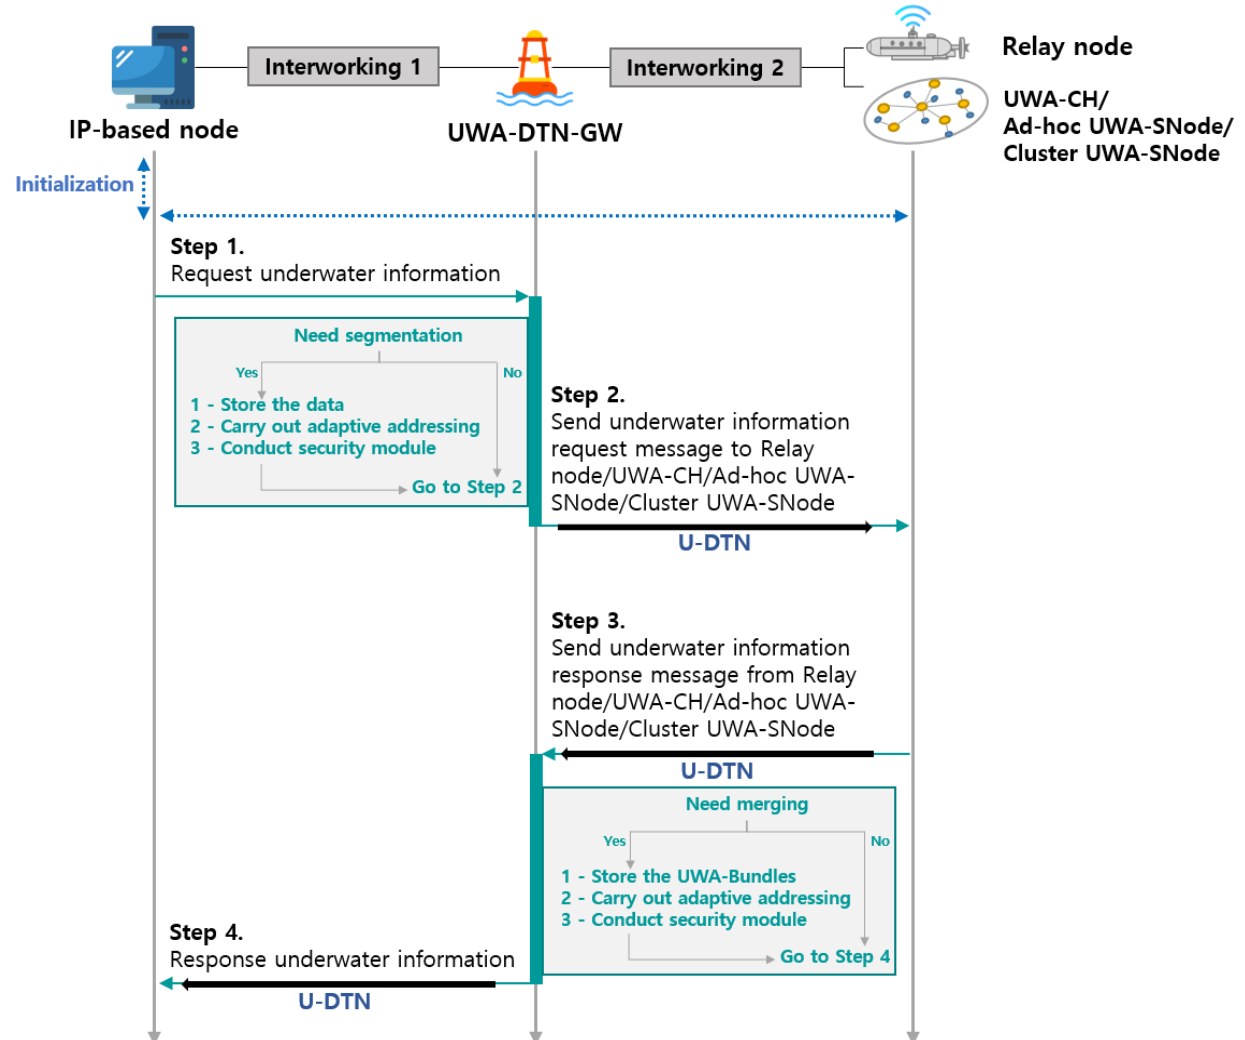 Interworking 1
Interworking 2
Relay node
IP-based node
UWA-DTN-GW
UWA-CH/
Ad-hoc UWA-SNode/
Cluster UWA-SNode
Initialization
Step 1.
Request underwater information
Need segmentation
Yes
No
1 - Store the data
2 - Carry out adaptive addressing
3 - Conduct security module
Go to Step 2
Step 2.
Send underwater information
request message to Relay
node/UWA-CH/Ad-hoc UWA-
SNode/Cluster UWA-SNode
U-DTN
Step 3.
Send underwater information
response message from Relay
node/UWA-CH/Ad-hoc UWA-
SNode/Cluster UWA-SNode
U-DTN
Need merging
Yes
No
1 - Store the UWA-Bundles
2 - Carry out adaptive addressing
3 - Conduct security module
Go to Step 4
Step 4.
Response underwater information
U-DTN